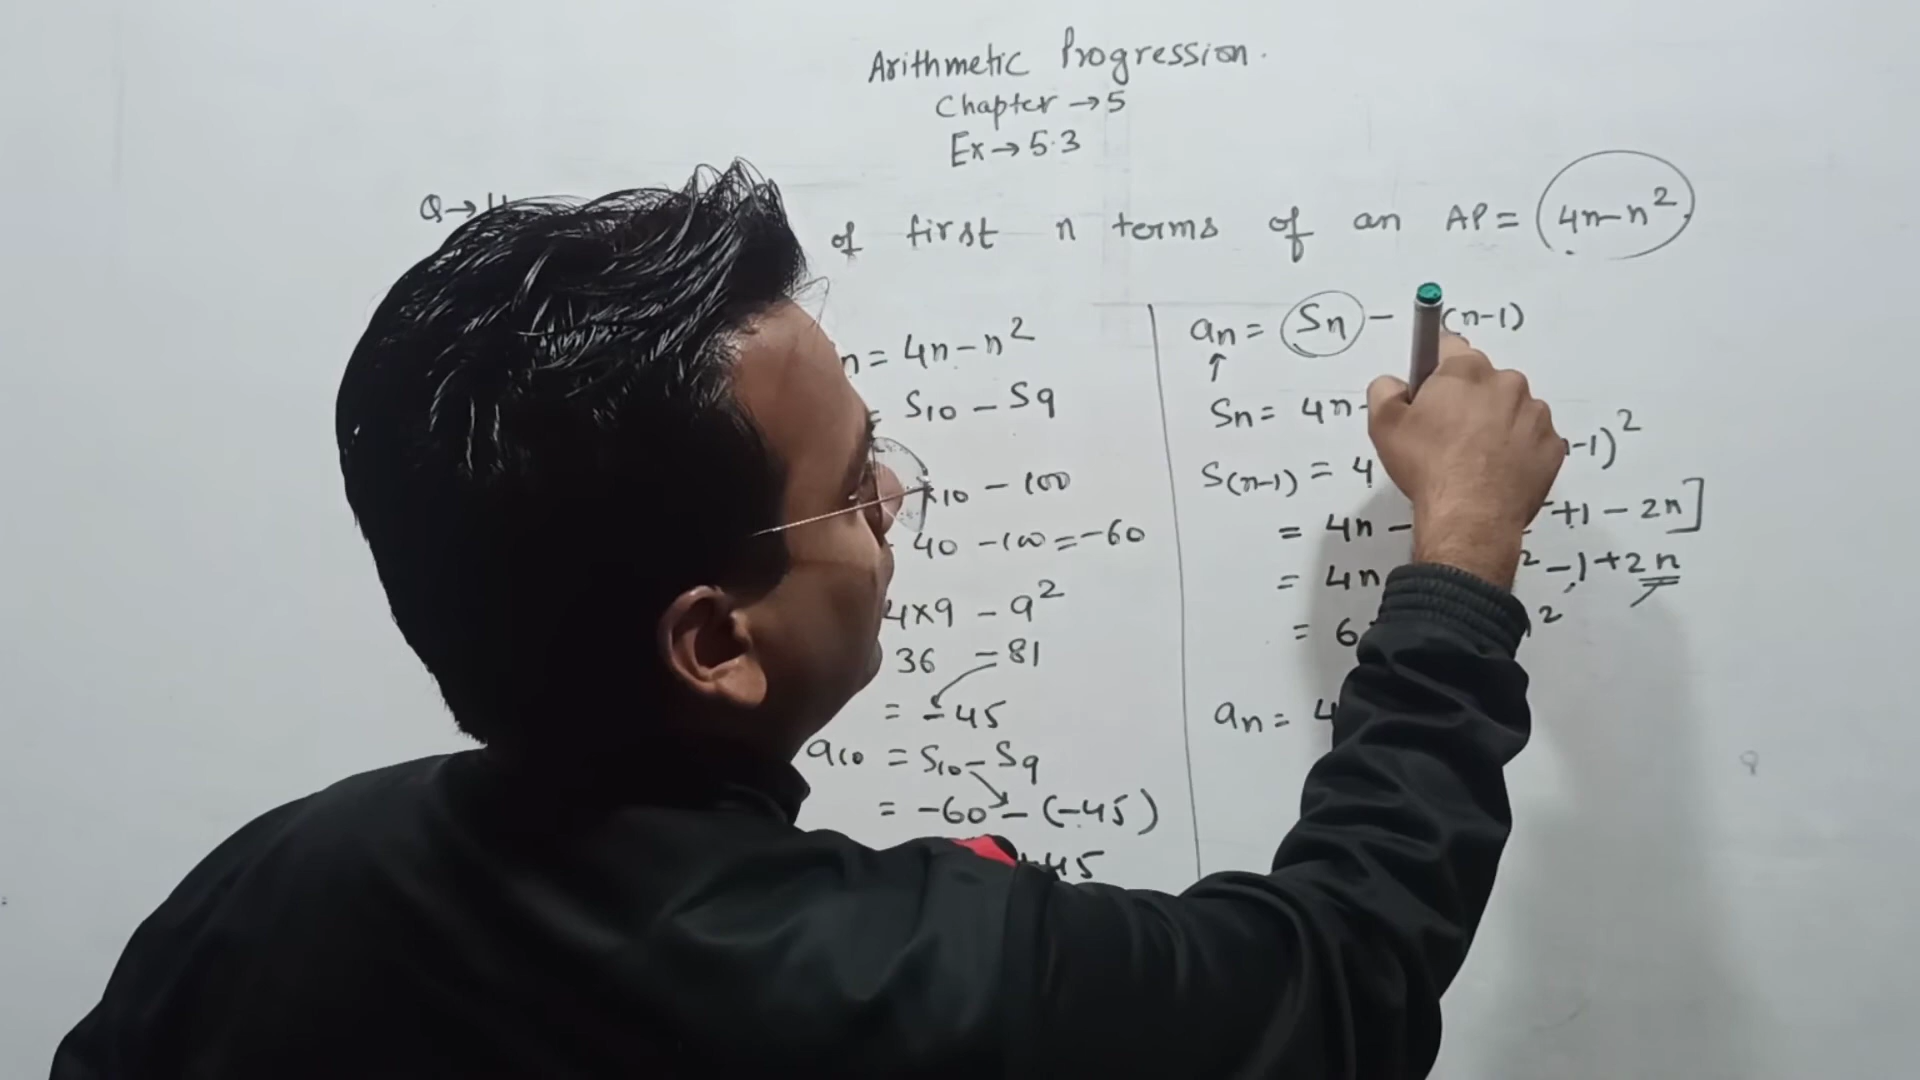 Arithmetic Progression.
Chapter → 5
Ex → 5.3
Q →
of first n terms of an AP = 4n-n²
n = 4n-n²
= S10 - S9
×10 - 100
40 - 100 = -60
4×9 - 9²
36 - 81
= -45
a10 = S10 - S9
= -60 - (-45)
+45
an = Sn - (n-1)
Sn = 4n-
S(n-1) = 4 -1)²
= 4n - +1 - 2n]
= 4n ² -1 +2n
= 6 ²
an = 4